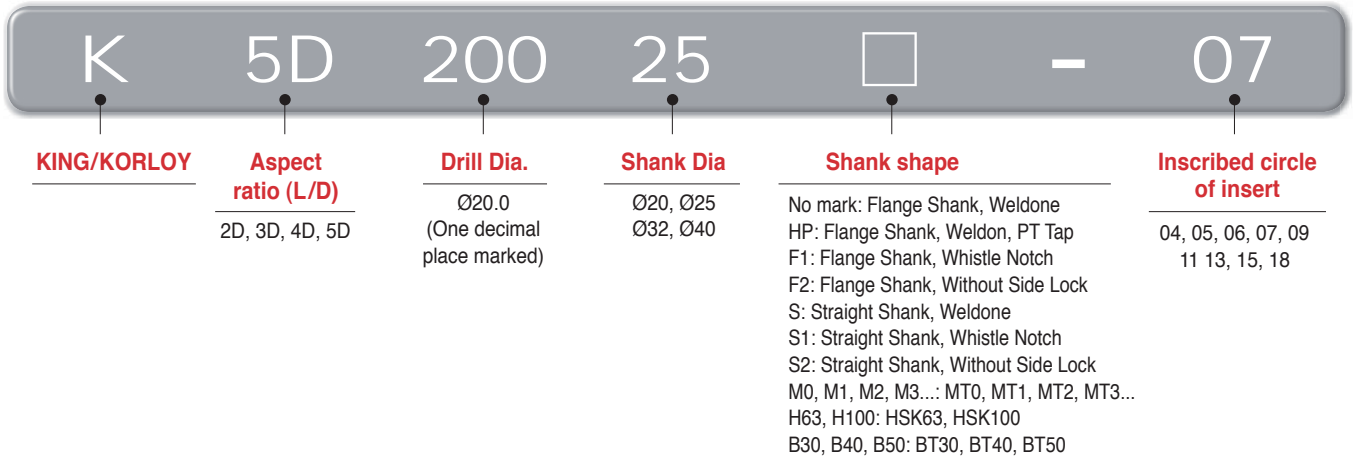 K 5D 200 25 □ - 07
KING/KORLOY
Aspect
ratio (L/D)
2D, 3D, 4D, 5D
Drill Dia.
Ø20.0
(One decimal
place marked)
Shank Dia
Ø20, Ø25
Ø32, Ø40
Shank shape
No mark: Flange Shank, Weldone
HP: Flange Shank, Weldon, PT Tap
F1: Flange Shank, Whistle Notch
F2: Flange Shank, Without Side Lock
S: Straight Shank, Weldone
S1: Straight Shank, Whistle Notch
S2: Straight Shank, Without Side Lock
M0, M1, M2, M3...: MT0, MT1, MT2, MT3...
H63, H100: HSK63, HSK100
B30, B40, B50: BT30, BT40, BT50
Inscribed circle
of insert
04, 05, 06, 07, 09
11 13, 15, 18